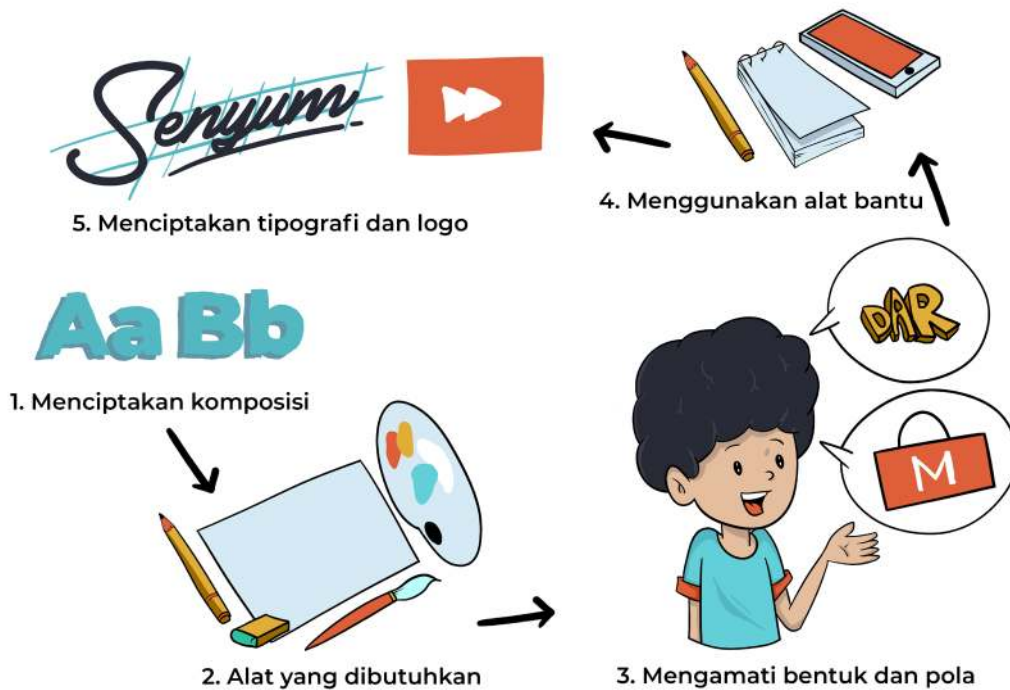 Senyum
5. Menciptakan tipografi dan logo
4. Menggunakan alat bantu
Aa Bb
1. Menciptakan komposisi
DAR
M
2. Alat yang dibutuhkan
3. Mengamati bentuk dan pola